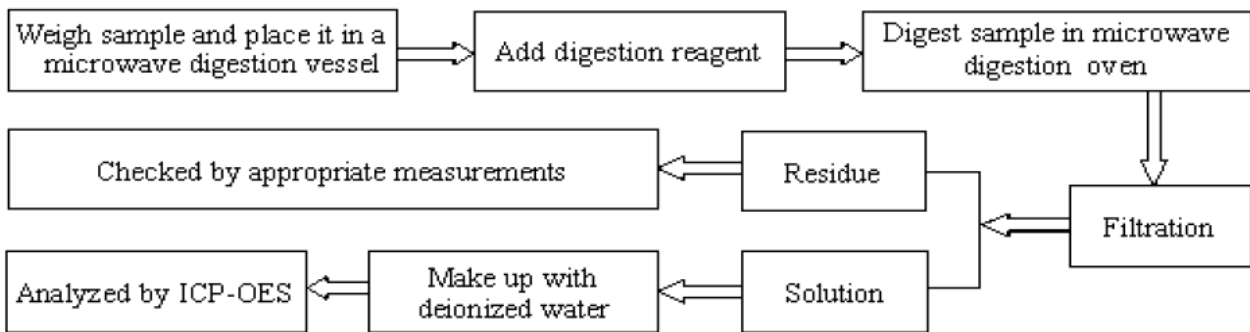 Weigh sample and place it in a
microwave digestion vessel
Add digestion reagent
Digest sample in microwave
digestion oven
Filtration
Residue
Checked by appropriate measurements
Solution
Make up with
deionized water
Analyzed by ICP-OES